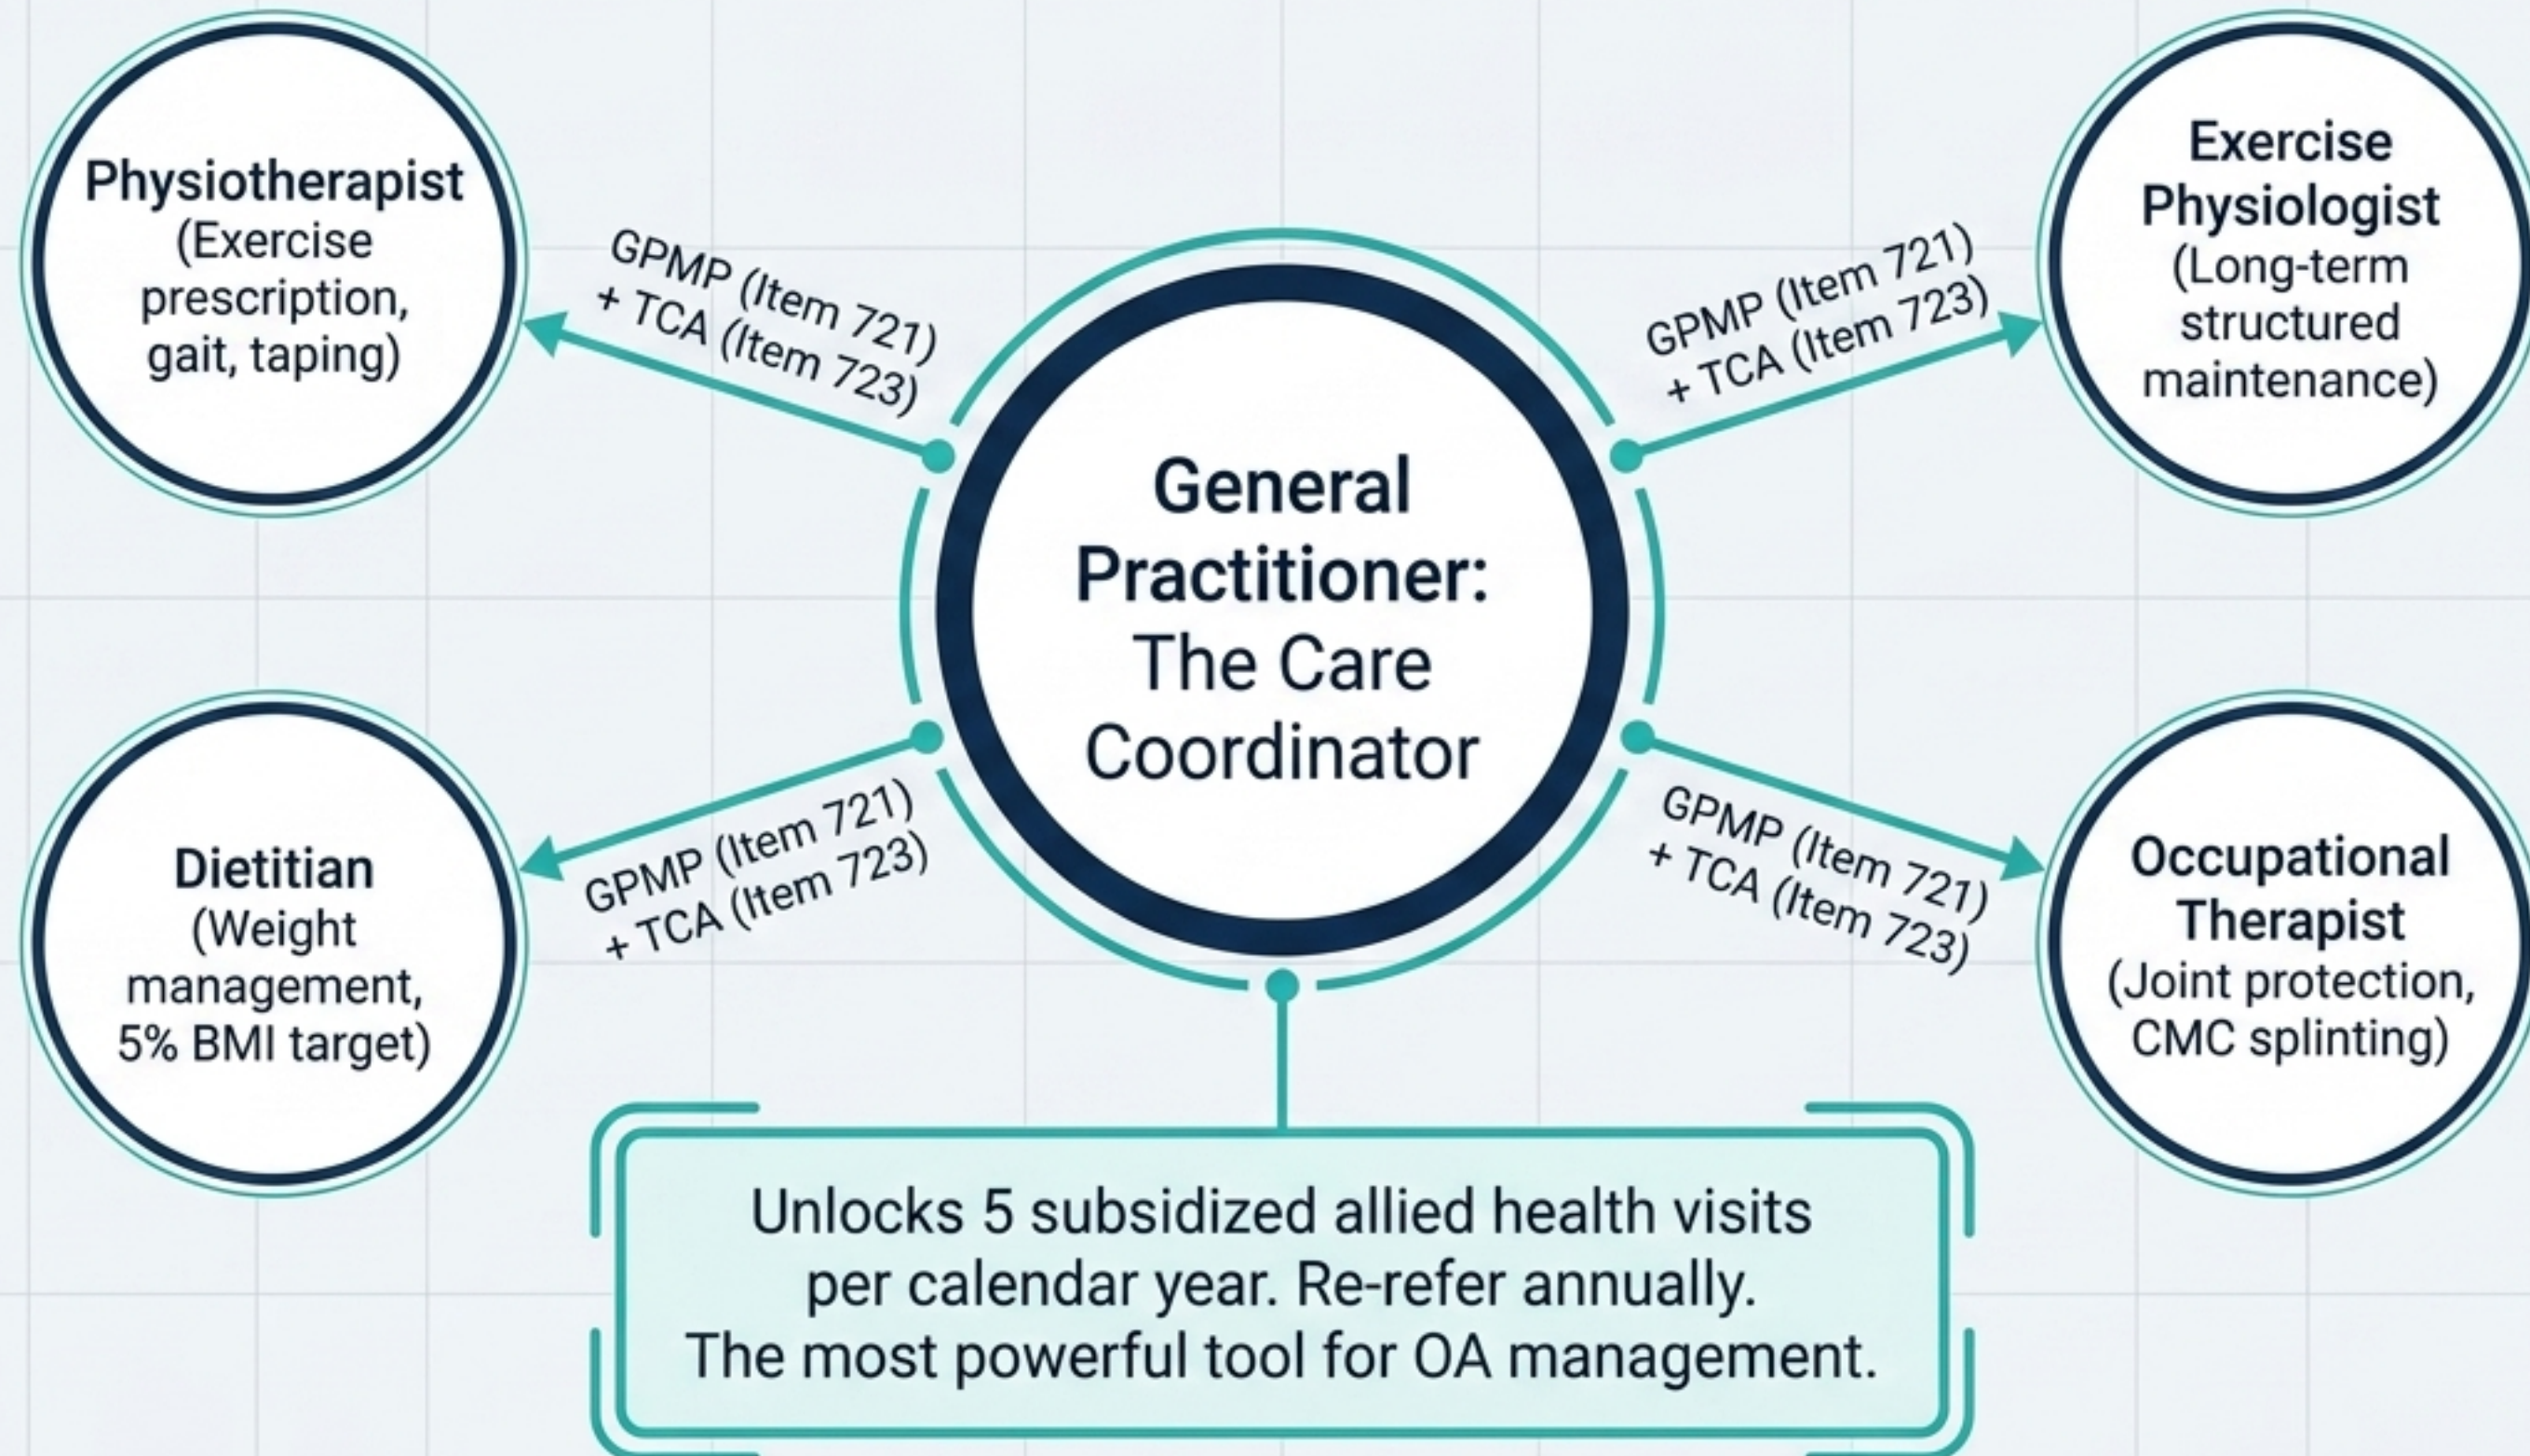 Physiotherapist
(Exercise
prescription,
gait, taping)
GPMP (Item 721)
+ TCA (Item 723)
General
Practitioner:
The Care
Coordinator
GPMP (Item 721)
+ TCA (Item 723)
Exercise
Physiologist
(Long-term
structured
maintenance)
Dietitian
(Weight
management,
5% BMI target)
GPMP (Item 721)
+ TCA (Item 723)
GPMP (Item 721)
+ TCA (Item 723)
Occupational
Therapist
(Joint protection,
CMC splinting)
Unlocks 5 subsidized allied health visits
per calendar year. Re-refer annually.
The most powerful tool for OA management.